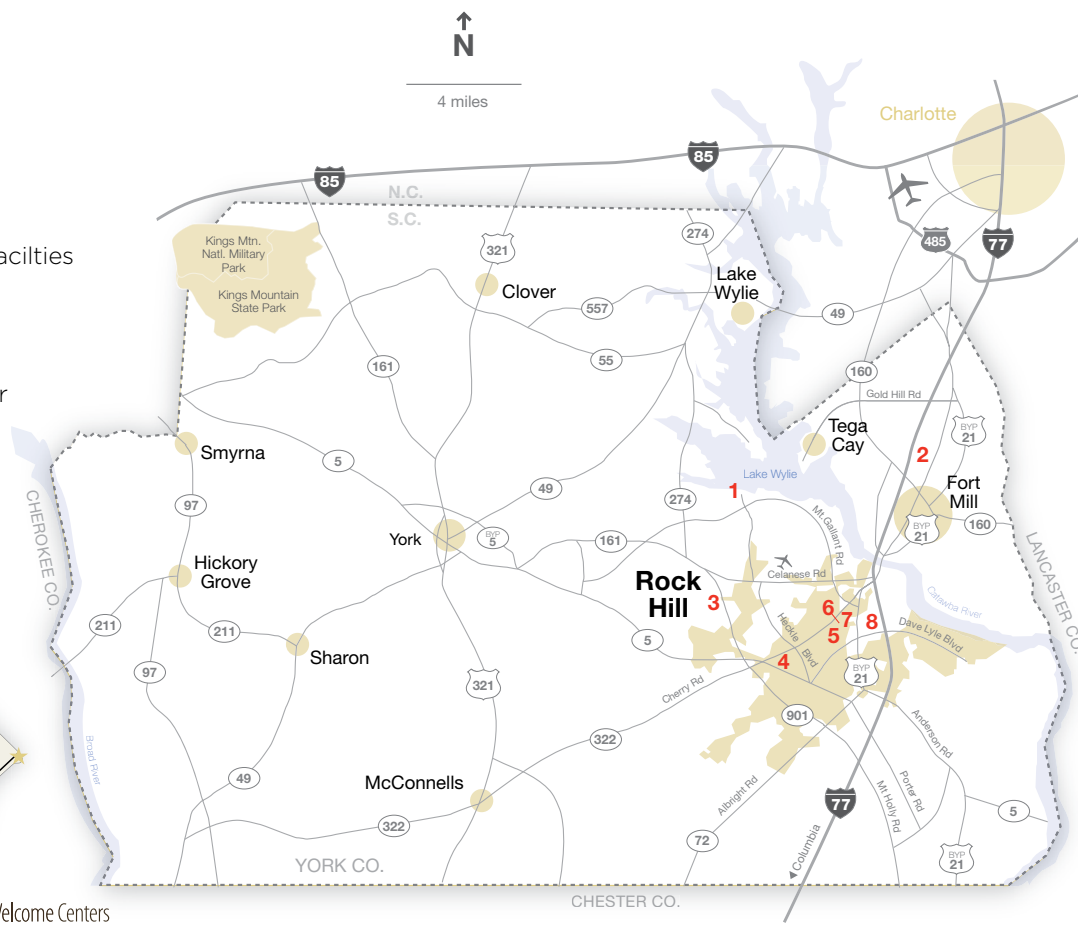 N
4 miles
Charlotte
85
85
N.C.
S.C.
485
77
acilties
Kings Mtn.
Natl. Military
Park
Kings Mountain
State Park
321
274
Clover
Lake
Wylie
557
49
55
161
160
Gold Hill Rd
r
Tega
Cay
BYP
21
Smyrna
2
5
Lake Wylie
1
49
274
Fort
Mill
97
Mt.Gallant Rd
BYP
21
160
CHEROKEE CO.
LANCASTER CO.
York
BYP
5
161
Hickory
Grove
Rock
Hill
Celanese Rd
3
6
7
8
5
Catawba River
211
211
5
Heckle Blvd
Dave Lyle Blvd
Sharon
4
97
321
Cherry Rd
BYP
21
901
Anderson Rd
322
Broad River
49
McConnells
Albright Rd
Porter Rd
Mt Holly Rd
77
5
322
72
BYP
21
Columbia
YORK CO.
CHESTER CO.
Welcome Centers